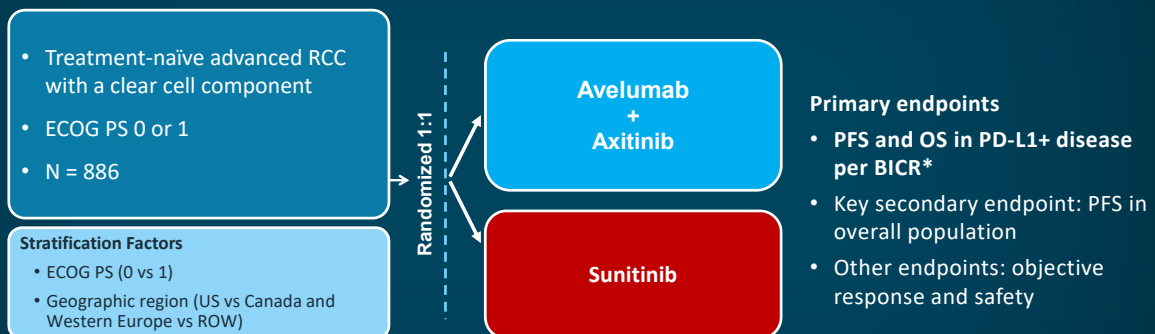 • Treatment-naïve advanced RCC
with a clear cell component
• ECOG PS 0 or 1
• N = 886
Stratification Factors
• ECOG PS (0 vs 1)
• Geographic region (US vs Canada and
Western Europe vs ROW)
Randomized 1:1
Avelumab
+
Axitinib
Sunitinib
Primary endpoints
• PFS and OS in PD-L1+ disease
per BICR*
• Key secondary endpoint: PFS in
overall population
• Other endpoints: objective
response and safety